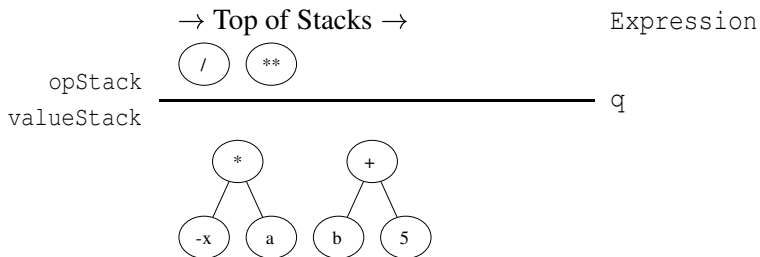 → Top of Stacks → Expression
/ **
opStack
q
valueStack
* +
-x a b 5